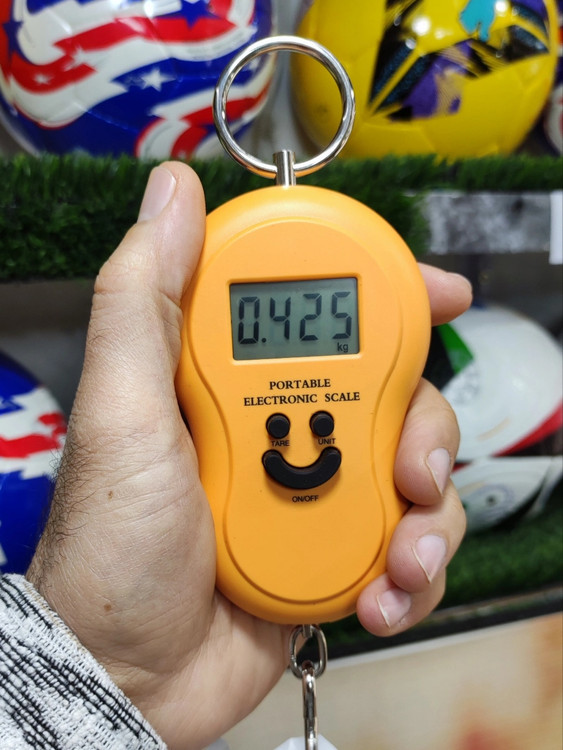 0.425
kg
PORTABLE
ELECTRONIC SCALE
TARE UNIT
ON/OFF